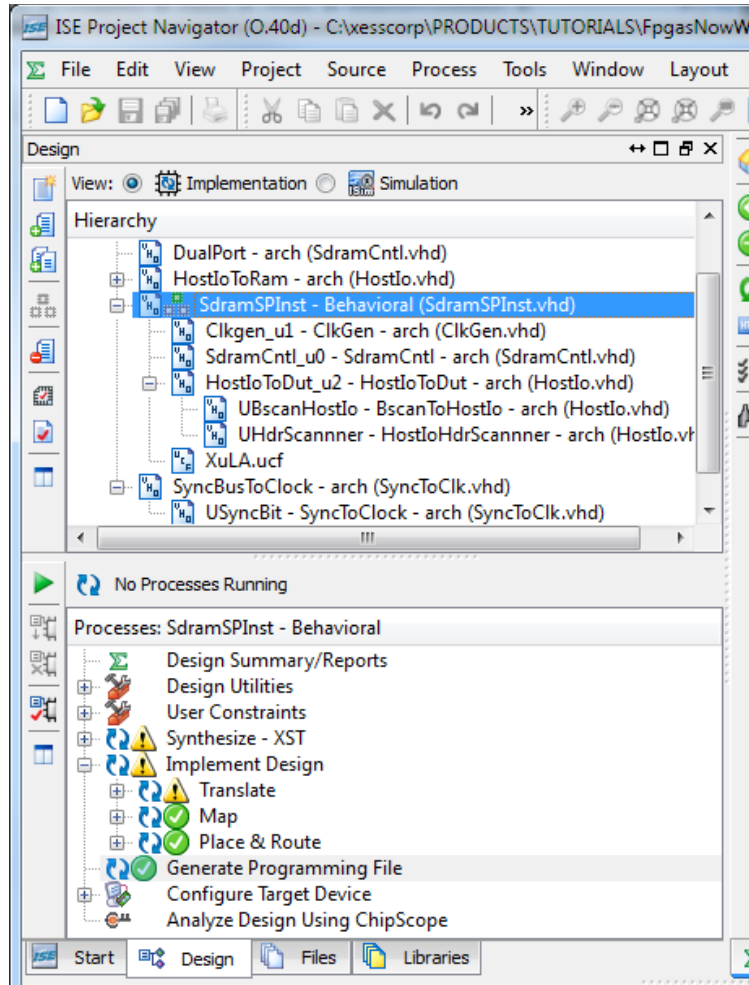 ISE Project Navigator (O.40d) - C:\xesscorp\PRODUCTS\TUTORIALS\FpgasNowW
File Edit View Project Source Process Tools Window Layout
Design
View: Implementation Simulation
Hierarchy
DualPort - arch (SdramCntl.vhd)
HostIoToRam - arch (HostIo.vhd)
SdramSPInst - Behavioral (SdramSPInst.vhd)
Clkgen_u1 - ClkGen - arch (ClkGen.vhd)
SdramCntl_u0 - SdramCntl - arch (SdramCntl.vhd)
HostIoToDut_u2 - HostIoToDut - arch (HostIo.vhd)
UBscanHostIo - BscanToHostIo - arch (HostIo.vhd)
UHdrScannner - HostIoHdrScannner - arch (HostIo.vh
XuLA.ucf
SyncBusToClock - arch (SyncToClk.vhd)
USyncBit - SyncToClock - arch (SyncToClk.vhd)
No Processes Running
Processes: SdramSPInst - Behavioral
Design Summary/Reports
Design Utilities
User Constraints
Synthesize - XST
Implement Design
Translate
Map
Place & Route
Generate Programming File
Configure Target Device
Analyze Design Using ChipScope
Start Design Files Libraries